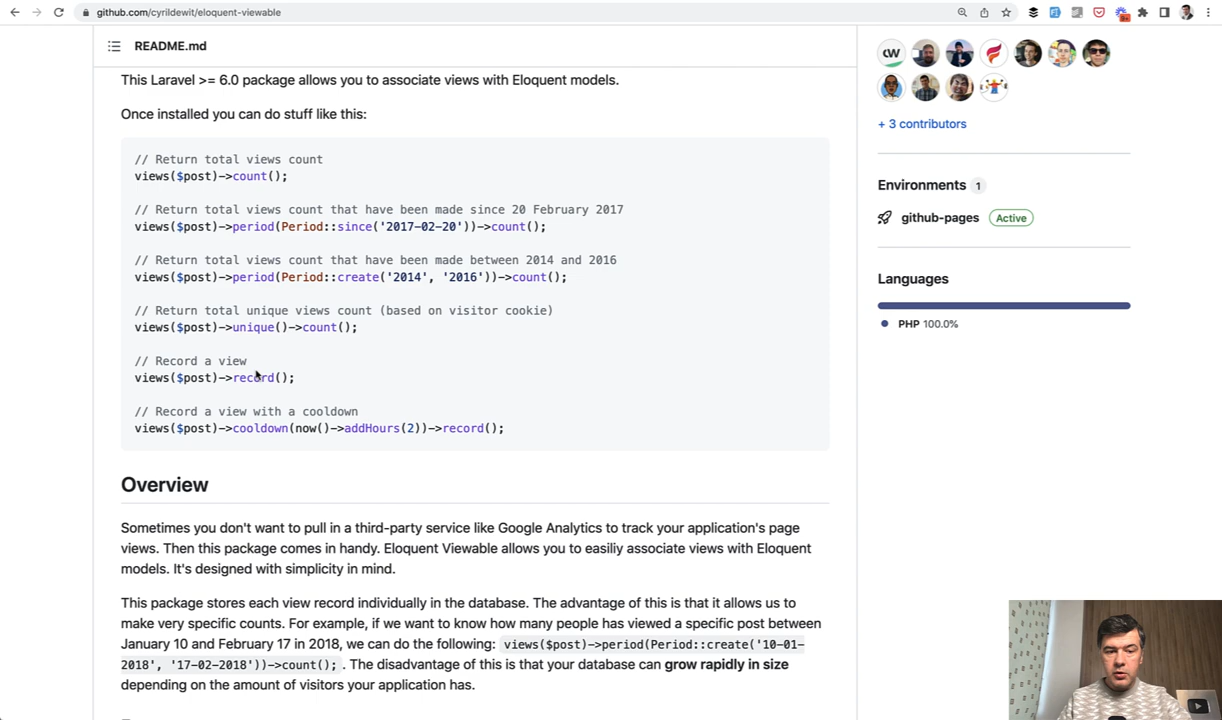 github.com/cyrildewit/eloquent-viewable
9+
README.md
This Laravel >= 6.0 package allows you to associate views with Eloquent models.
Once installed you can do stuff like this:
// Return total views count
views($post)->count();
// Return total views count that have been made since 20 February 2017
views($post)->period(Period::since('2017-02-20'))->count();
// Return total views count that have been made between 2014 and 2016
views($post)->period(Period::create('2014', '2016'))->count();
// Return total unique views count (based on visitor cookie)
views($post)->unique()->count();
// Record a view
views($post)->record();
// Record a view with a cooldown
views($post)->cooldown(now()->addHours(2))->record();
Overview
Sometimes you don't want to pull in a third-party service like Google Analytics to track your application's page
views. Then this package comes in handy. Eloquent Viewable allows you to easiliy associate views with Eloquent
models. It's designed with simplicity in mind.
This package stores each view record individually in the database. The advantage of this is that it allows us to
make very specific counts. For example, if we want to know how many people has viewed a specific post between
January 10 and February 17 in 2018, we can do the following: views($post)->period(Period::create('10-01-
2018', '17-02-2018'))->count(); . The disadvantage of this is that your database can grow rapidly in size
depending on the amount of visitors your application has.
CW
+ 3 contributors
Environments 1
github-pages Active
Languages
PHP 100.0%